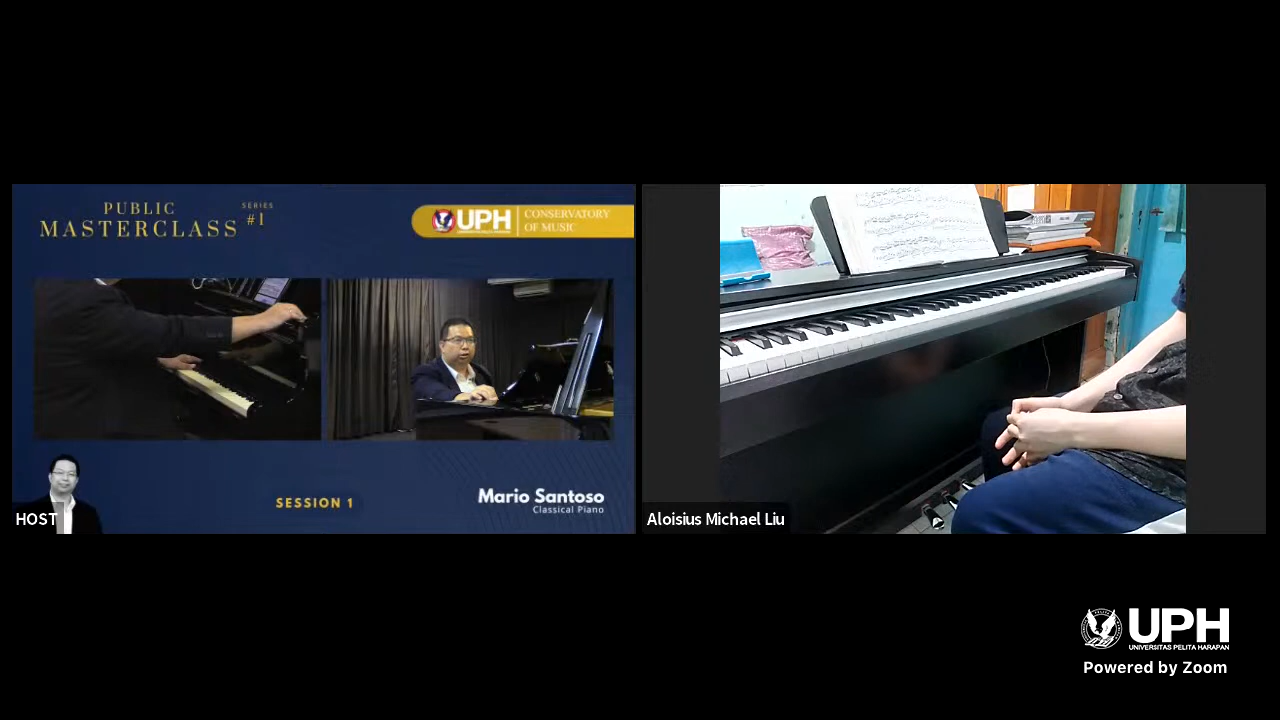 PUBLIC
MASTERCLASS
SERIES
#1
UPH
CONSERVATORY
OF MUSIC
SESSION 1
Mario Santoso
Classical Piano
HOST
Aloisius Michael Liu
UPH
UNIVERSITAS PELITA HARAPAN
Powered by Zoom